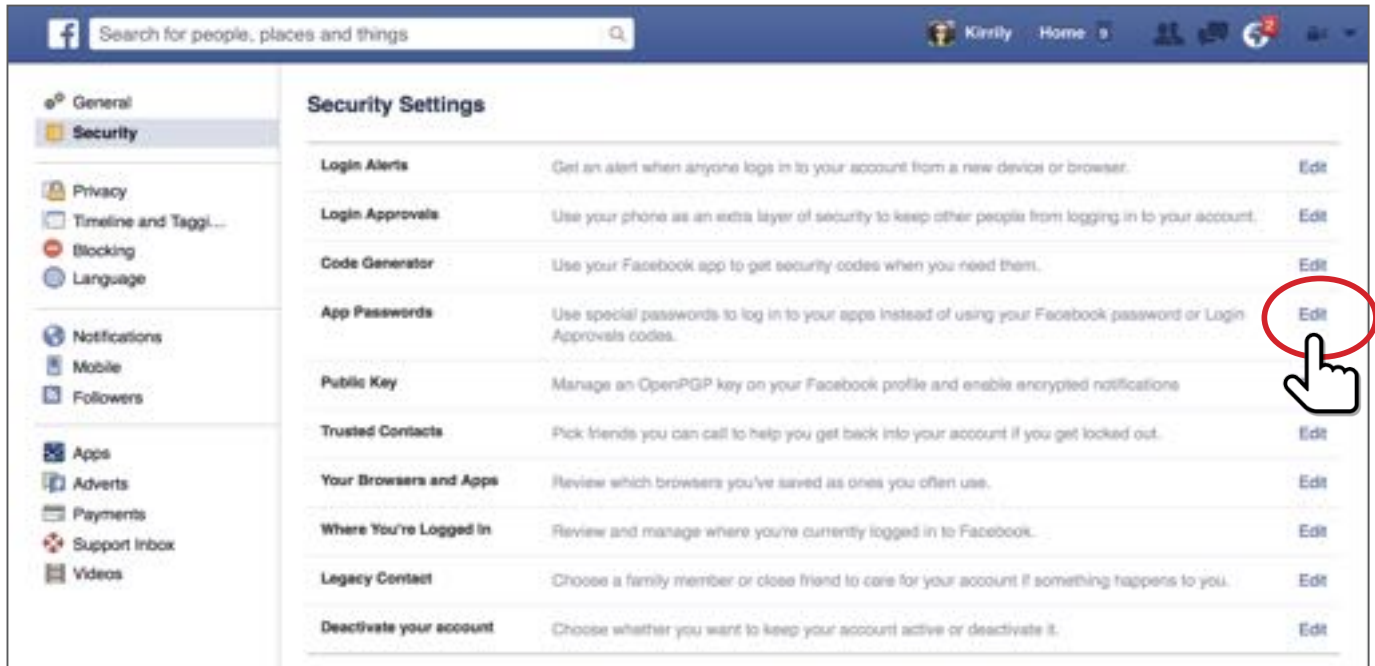 f Search for people, places and things Kirrily Home 9 2
General
Security
Privacy
Timeline and Taggi...
Blocking
Language
Notifications
Mobile
Followers
Apps
Adverts
Payments
Support Inbox
Videos
Security Settings
Login Alerts Get an alert when anyone logs in to your account from a new device or browser. Edit
Login Approvals Use your phone as an extra layer of security to keep other people from logging in to your account. Edit
Code Generator Use your Facebook app to get security codes when you need them. Edit
App Passwords Use special passwords to log in to your apps instead of using your Facebook password or Login Edit
Approvals codes.
Public Key Manage an OpenPGP key on your Facebook profile and enable encrypted notifications
Trusted Contacts Pick friends you can call to help you get back into your account if you get locked out. Edit
Your Browsers and Apps Review which browsers you've saved as ones you often use. Edit
Where You're Logged In Review and manage where you're currently logged in to Facebook. Edit
Legacy Contact Choose a family member or close friend to care for your account if something happens to you. Edit
Deactivate your account Choose whether you want to keep your account active or deactivate it. Edit